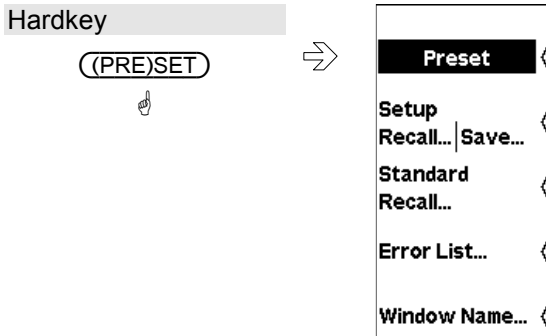 Hardkey
(PRE)SET
Preset
Setup
Recall...|Save...
Standard
Recall...
Error List...
Window Name...